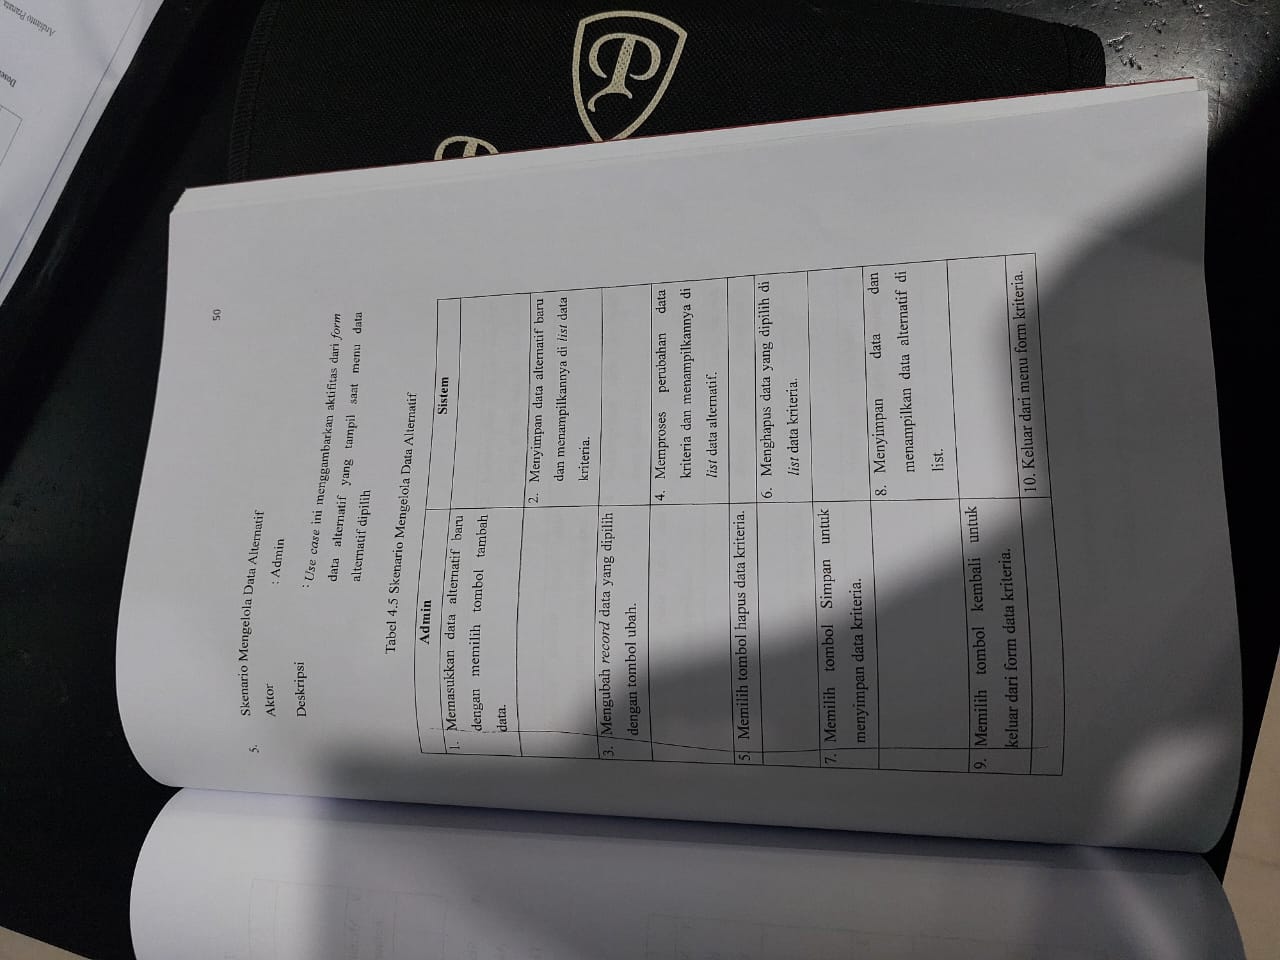 Ardianto Pranata
50
5. Skenario Mengelola Data Alternatif
Aktor : Admin
Deskripsi : Use case ini menggambarkan aktifitas dari form
data alternatif yang tampil saat menu data
alternatif dipilih
Tabel 4.5 Skenario Mengelola Data Alternatif
Admin Sistem
1. Memasukkan data alternatif baru
dengan memilih tombol tambah
data.
2. Menyimpan data alternatif baru
dan menampilkannya di list data
kriteria.
3. Mengubah record data yang dipilih
dengan tombol ubah.
4. Memproses perubahan data
kriteria dan menampilkannya di
list data alternatif.
5. Memilih tombol hapus data kriteria.
6. Menghapus data yang dipilih di
list data kriteria.
7. Memilih tombol Simpan untuk
menyimpan data kriteria.
8. Menyimpan data dan
menampilkan data alternatif di
list.
9. Memilih tombol kembali untuk
keluar dari form data kriteria.
10. Keluar dari menu form kriteria.